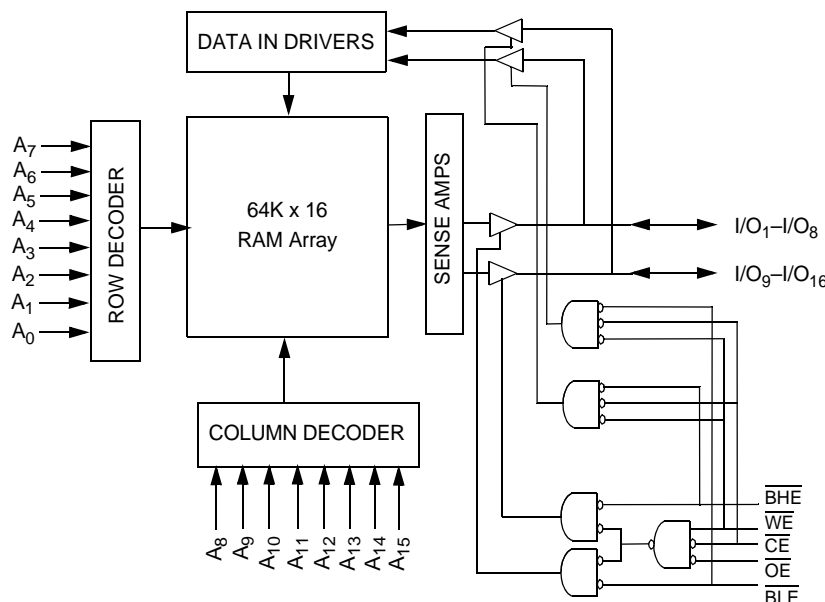 DATA IN DRIVERS
A7
A6
A5
A4
A3
A2
A1
A0
ROW DECODER
64K x 16
RAM Array
SENSE AMPS
I/O1–I/O8
I/O9–I/O16
COLUMN DECODER
A8
A9
A10
A11
A12
A13
A14
A15
BHE
WE
CE
OE
BLE